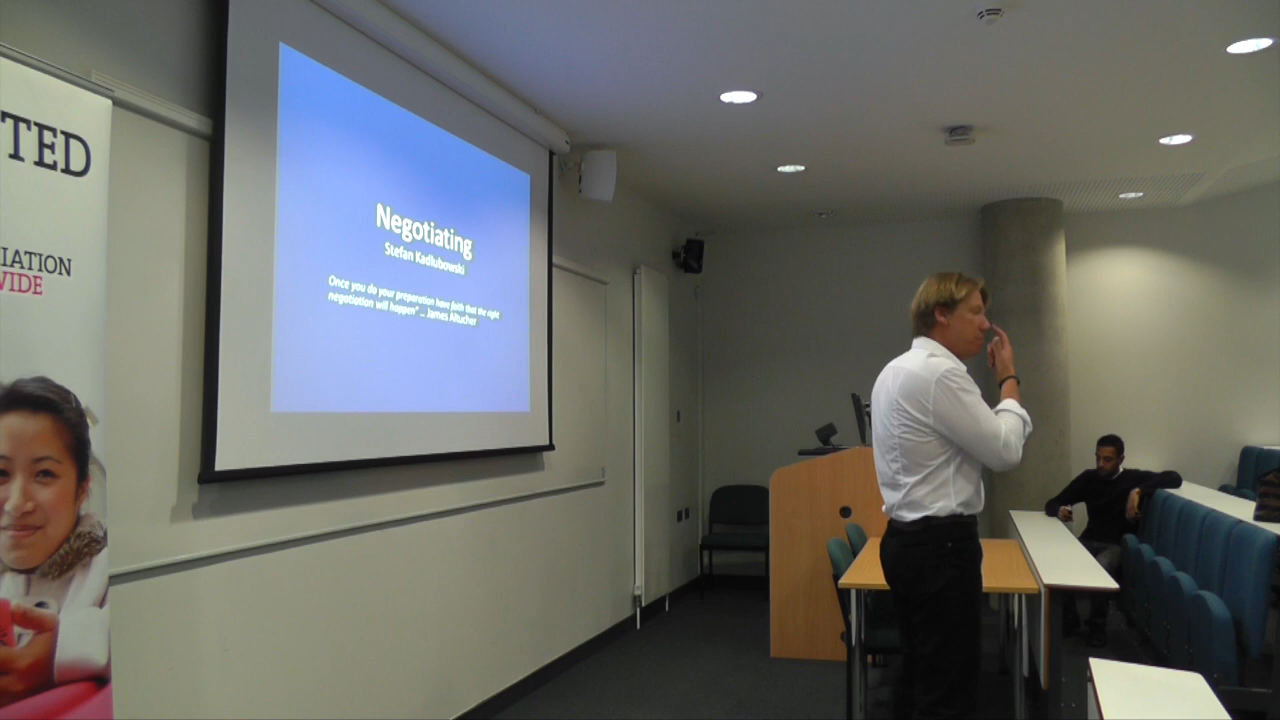 TED
IATION
WIDE
Negotiating
Stefan Kadlubowski
Once you do your preparation have faith that the right
negotiation will happen" _ James Altucher